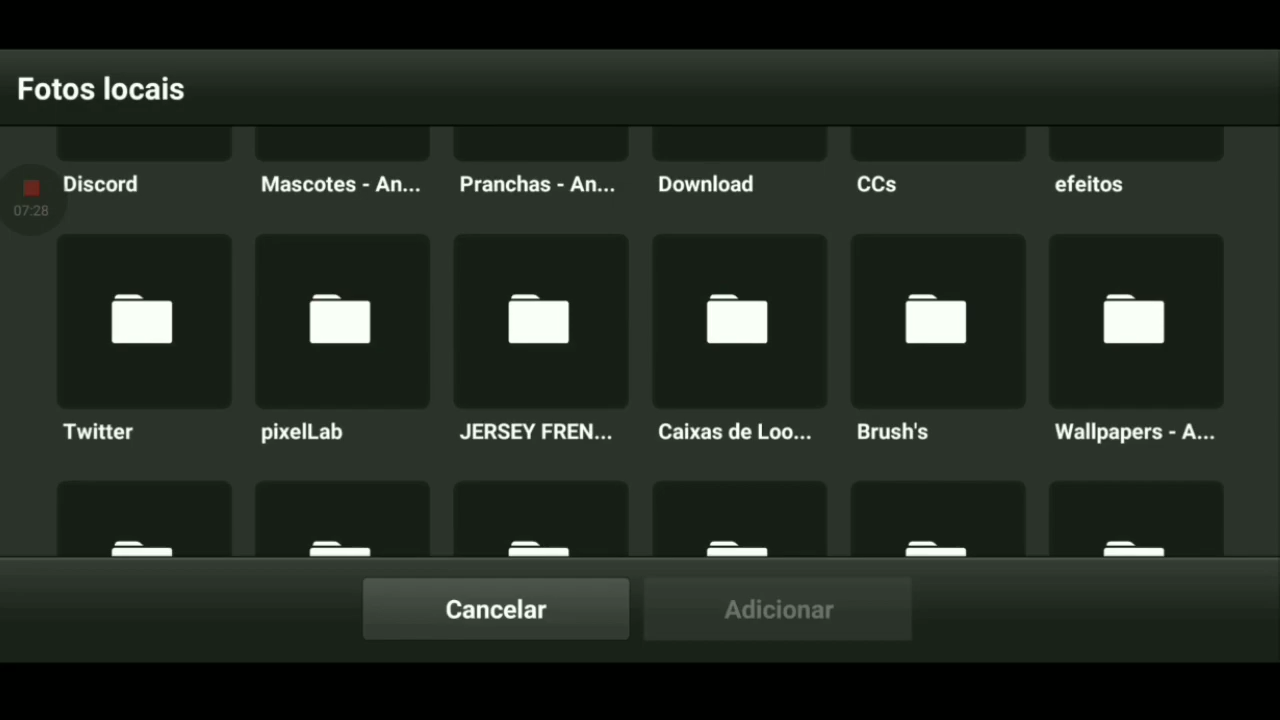 Fotos locais
Discord
Mascotes - An...
Pranchas - An...
Download
CCs
efeitos
07:28
Twitter
pixelLab
JERSEY FREN...
Caixas de Loo...
Brush's
Wallpapers - A...
Cancelar
Adicionar